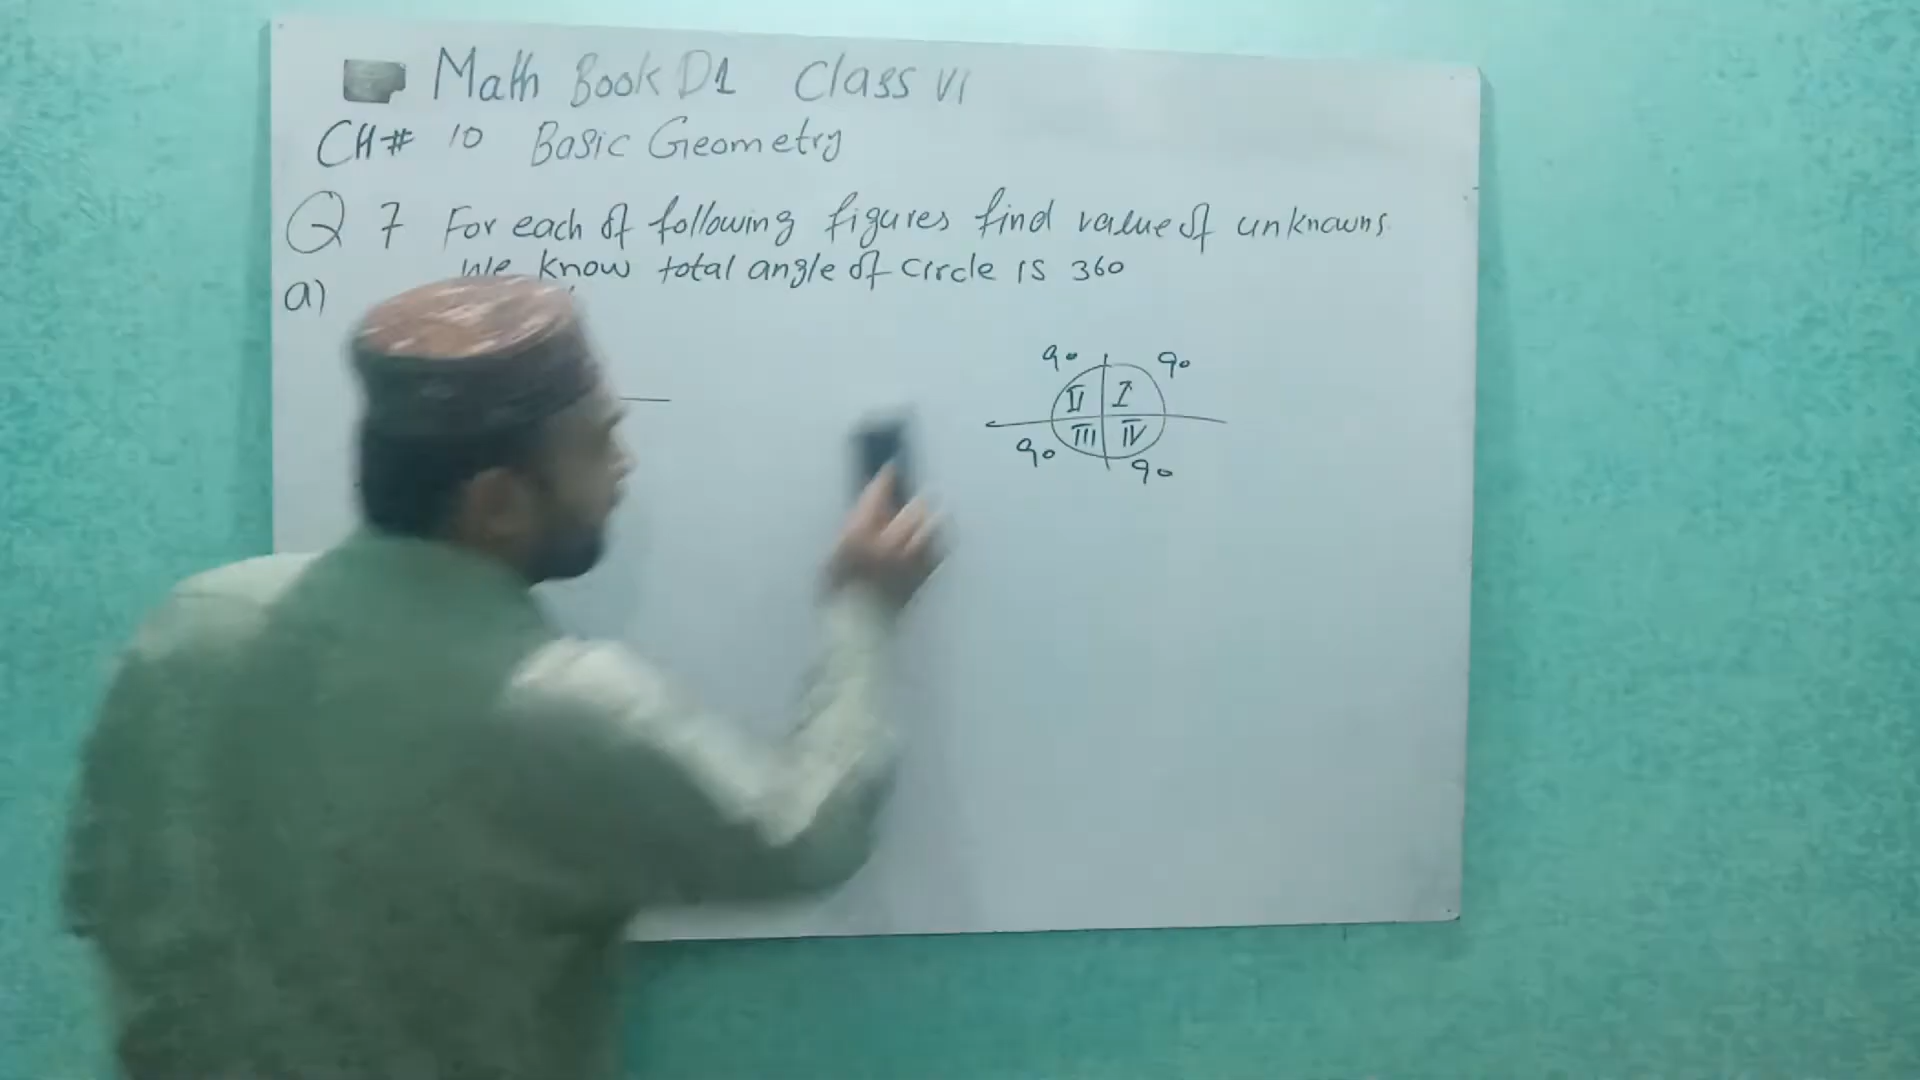 Math Book D1 Class VI
CH# 10 Basic Geometry
Q 7 For each of following figures find value of unknowns.
We know total angle of circle is 360
a)
90 90
II I
III IV
90 90